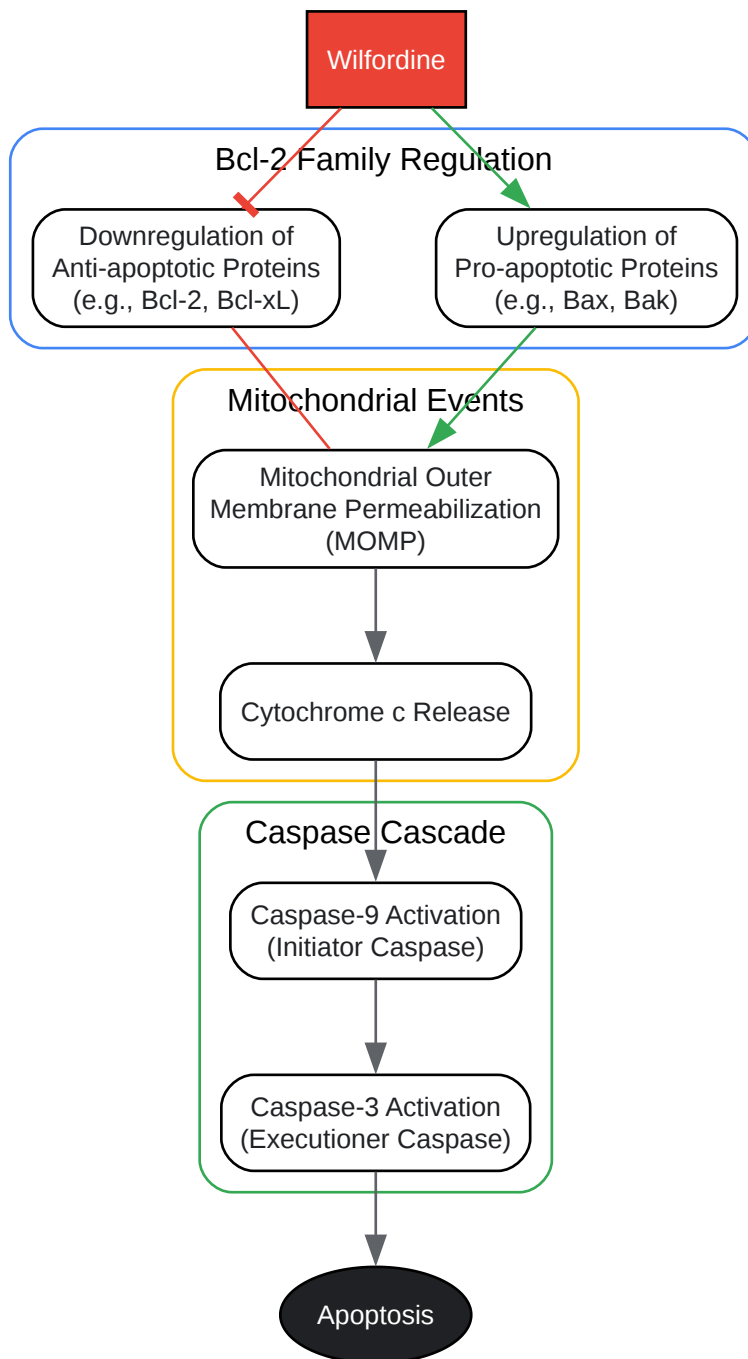 Wilfordine
Bcl-2 Family Regulation
Downregulation of
Anti-apoptotic Proteins
(e.g., Bcl-2, Bcl-xL)
Upregulation of
Pro-apoptotic Proteins
(e.g., Bax, Bak)
Mitochondrial Events
Mitochondrial Outer
Membrane Permeabilization
(MOMP)
Cytochrome c Release
Caspase Cascade
Caspase-9 Activation
(Initiator Caspase)
Caspase-3 Activation
(Executioner Caspase)
Apoptosis